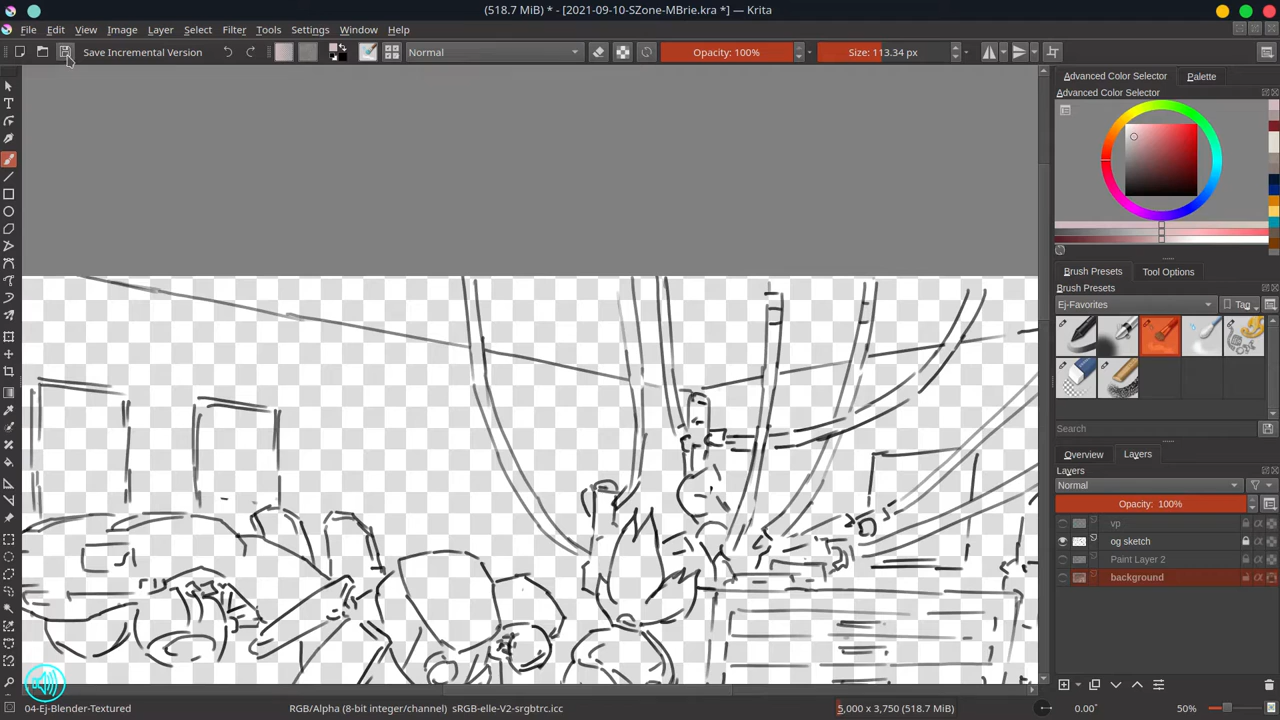 (518.7 MiB) * - [2021-09-10-SZone-MBrie.kra *] — Krita
File Edit View Image Layer Select Filter Tools Settings Window Help
Save Incremental Version Normal Opacity: 100% Size: 113.34 px
Advanced Color Selector Palette
Advanced Color Selector
Brush Presets Tool Options
Brush Presets
Ej-Favorites Tag
Search
Overview Layers
Layers
Normal
Opacity: 100%
vp
og sketch
Paint Layer 2
background
04-Ej-Blender-Textured RGB/Alpha (8-bit integer/channel) sRGB-elle-V2-srgbtrc.icc 5,000 x 3,750 (518.7 MiB) 0.00° 50%